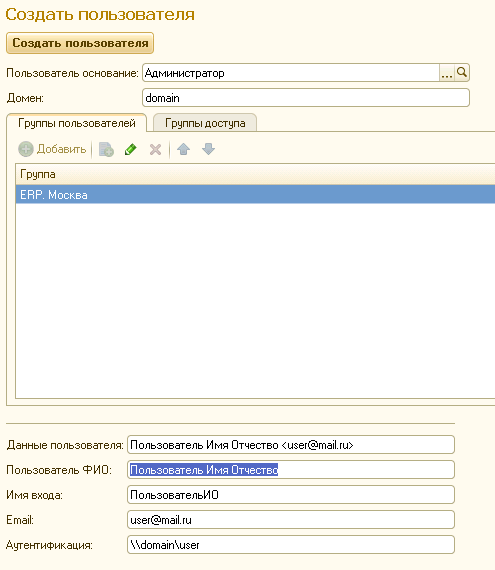 Создать пользователя
Создать пользователя
Пользователь основание: Администратор ...
Домен: domain
Группы пользователей Группы доступа
Добавить
Группа
ERP. Москва
Данные пользователя: Пользователь Имя Отчество <user@mail.ru>
Пользователь ФИО: Пользователь Имя Отчество
Имя входа: ПользовательИО
Email: user@mail.ru
Аутентификация: \\domain\user